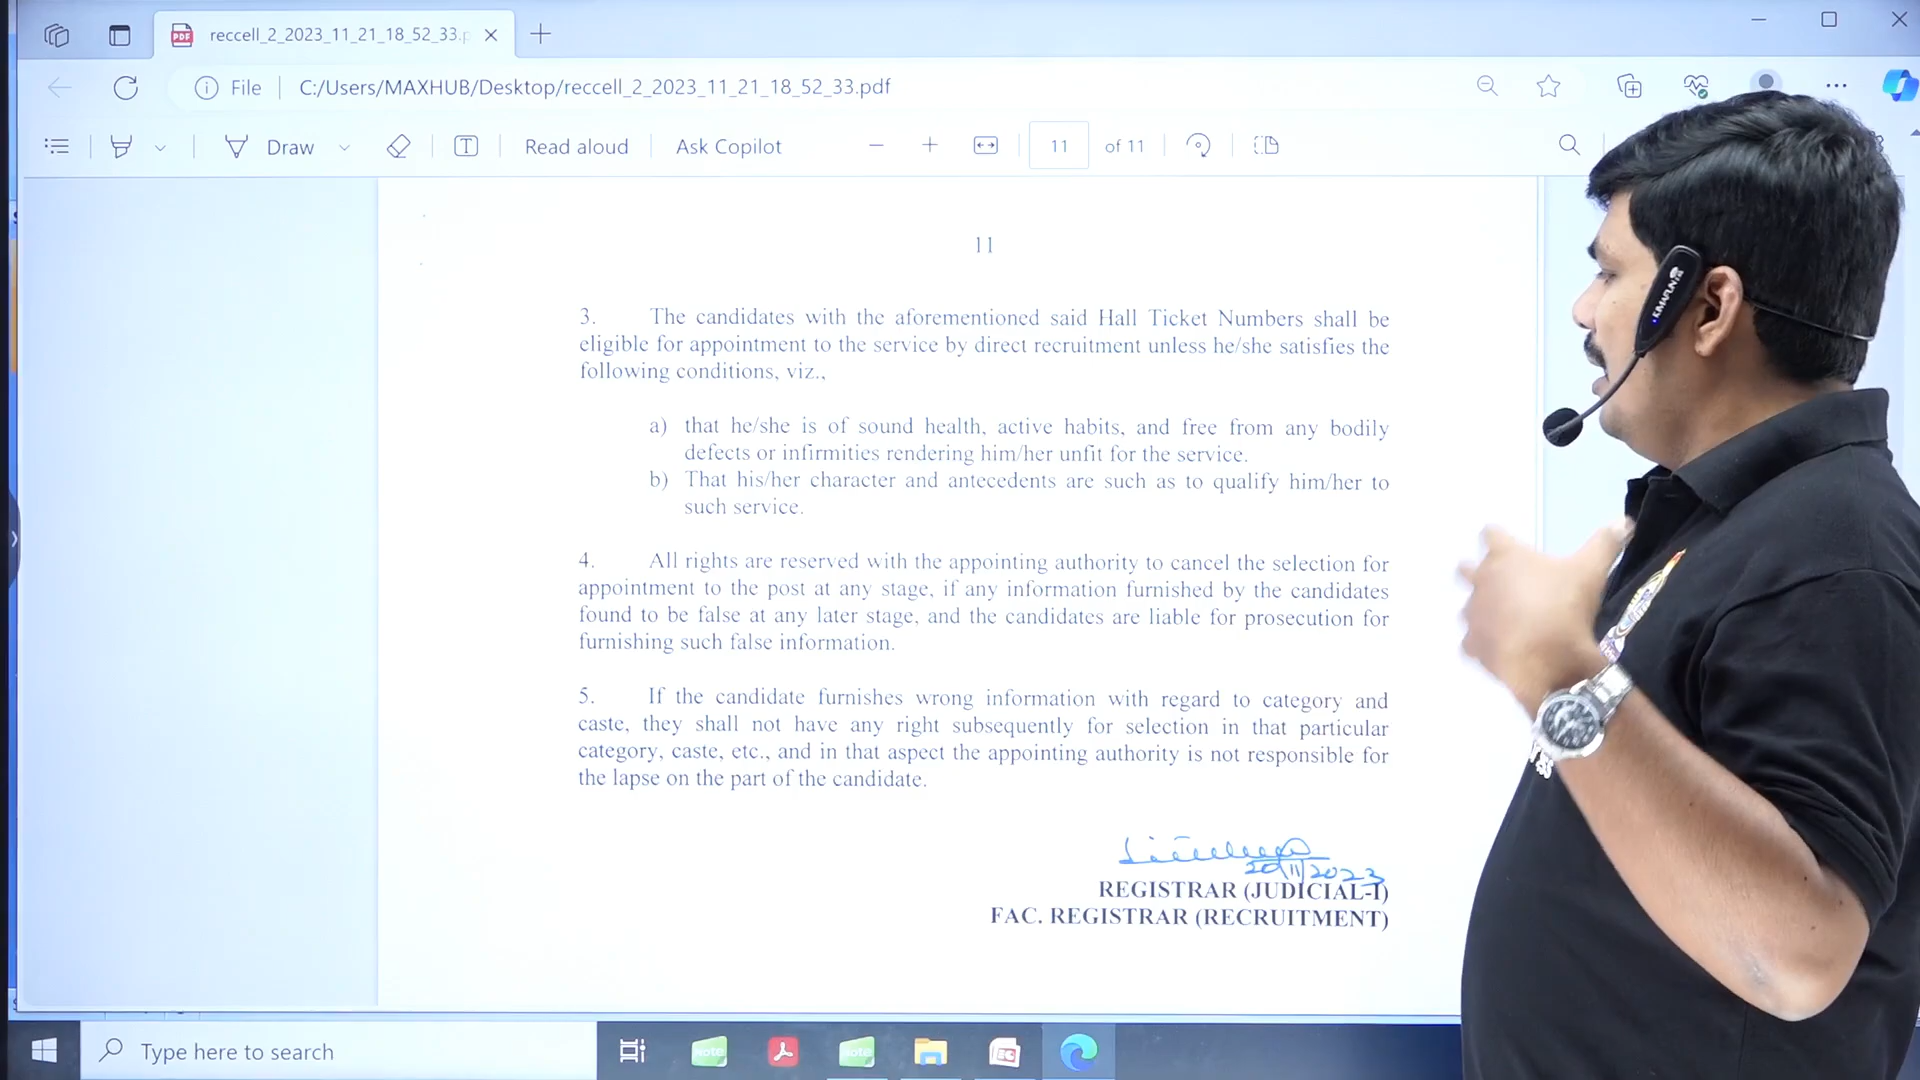 reccell_2_2023_11_21_18_52_33.p
File
C:/Users/MAXHUB/Desktop/reccell_2_2023_11_21_18_52_33.pdf
Draw
Read aloud
Ask Copilot
11 of 11
11
3. The candidates with the aforementioned said Hall Ticket Numbers shall be
eligible for appointment to the service by direct recruitment unless he/she satisfies the
following conditions, viz.,
a) that he/she is of sound health, active habits, and free from any bodily
defects or infirmities rendering him/her unfit for the service.
b) That his/her character and antecedents are such as to qualify him/her to
such service.
4. All rights are reserved with the appointing authority to cancel the selection for
appointment to the post at any stage, if any information furnished by the candidates
found to be false at any later stage, and the candidates are liable for prosecution for
furnishing such false information.
5. If the candidate furnishes wrong information with regard to category and
caste, they shall not have any right subsequently for selection in that particular
category, caste, etc., and in that aspect the appointing authority is not responsible for
the lapse on the part of the candidate.
20/11/2023
REGISTRAR (JUDICIAL-I)
FAC. REGISTRAR (RECRUITMENT)
Type here to search